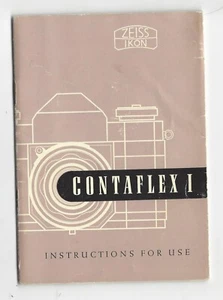 ZEISS
IKON
CONTAFLEX I
INSTRUCTIONS FOR USE